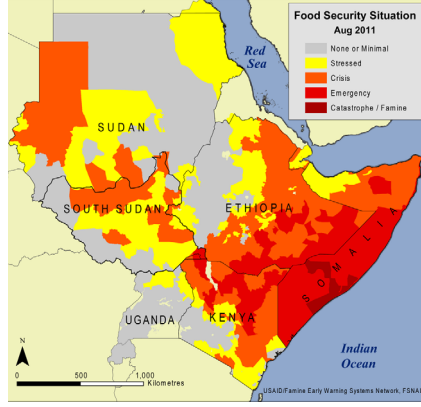 Food Security Situation
Aug 2011
None or Minimal
Stressed
Crisis
Emergency
Catastrophe / Famine
Red
Sea
SUDAN
SOUTH SUDAN
ETHIOPIA
SOMALIA
UGANDA
KENYA
Indian
Ocean
N
0 500 1,000
Kilometres
USAID/Famine Early Warning Systems Network, FSNAU